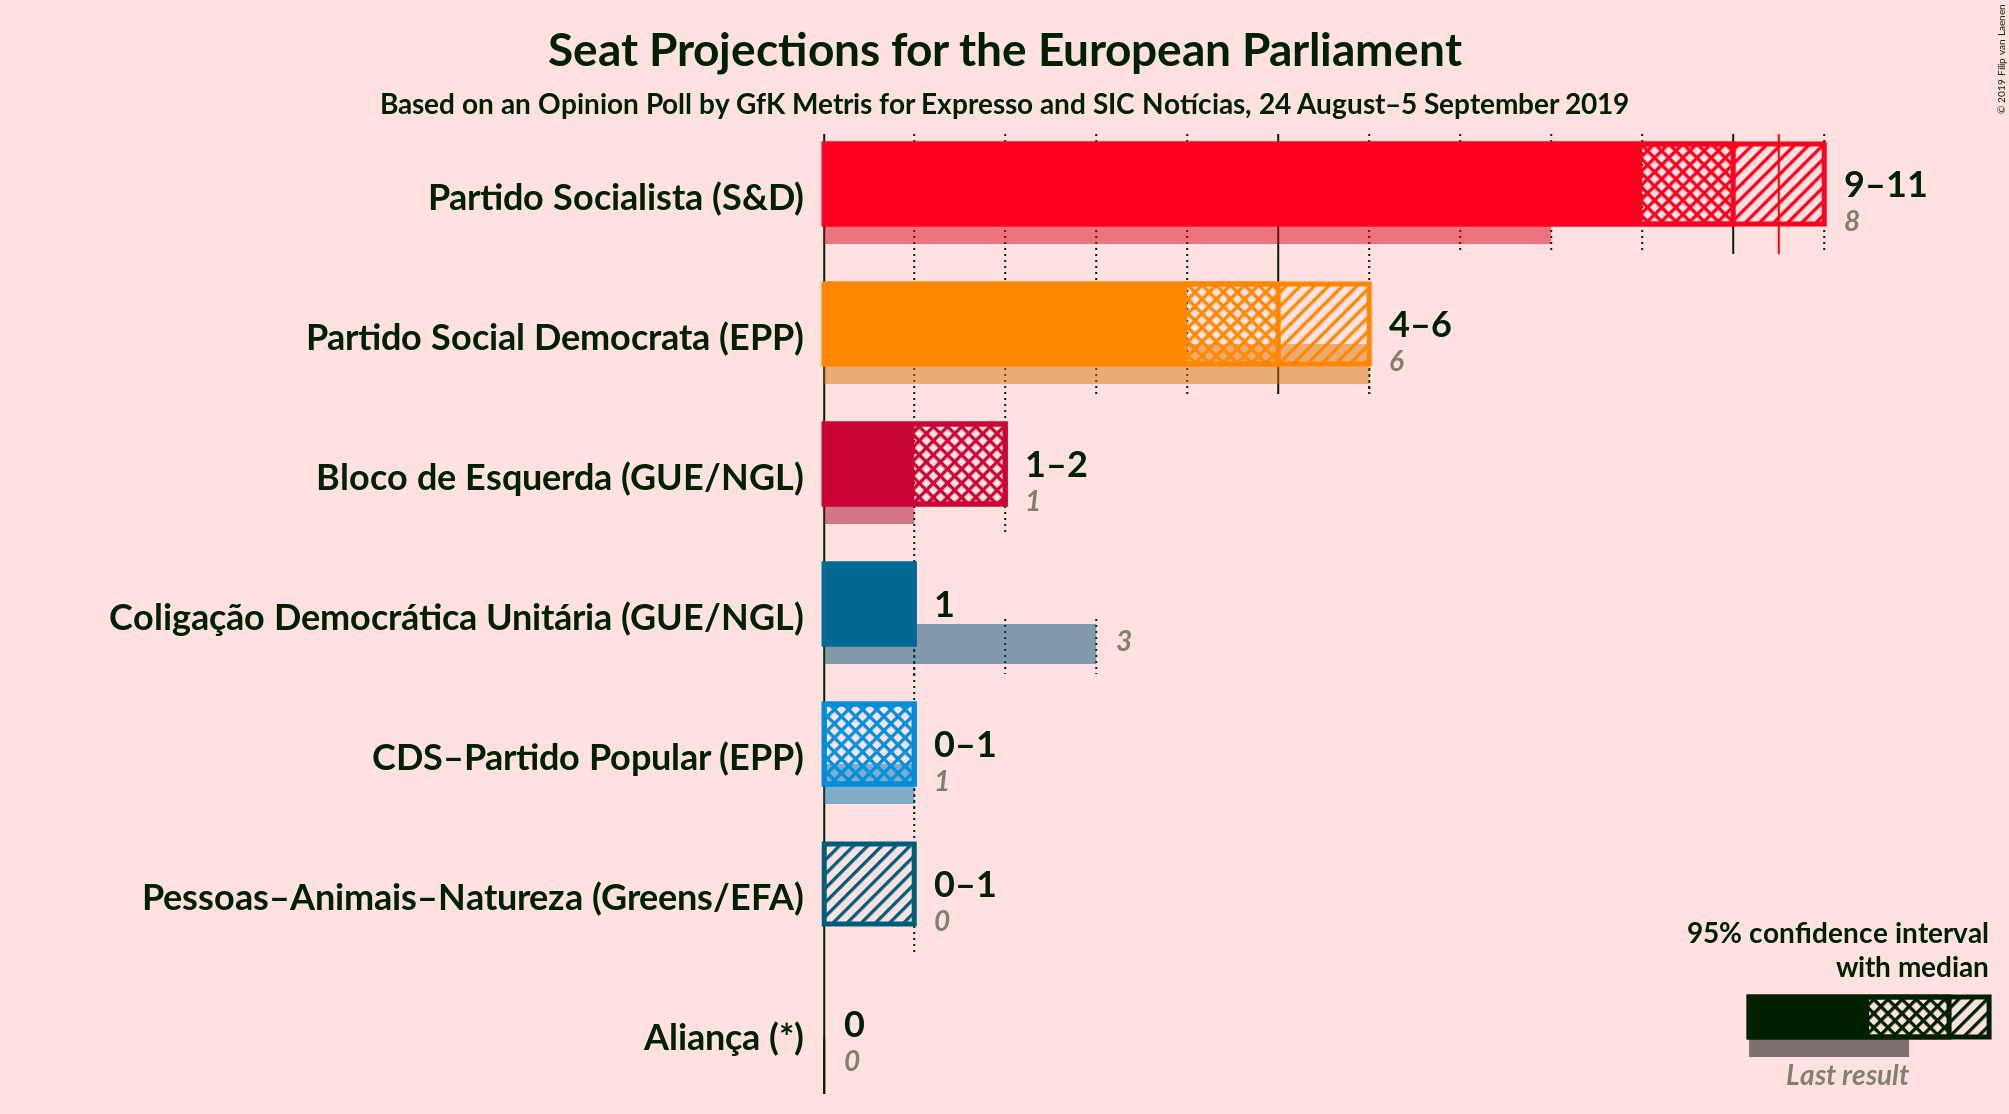 Seat Projections for the European Parliament
Based on an Opinion Poll by GfK Metris for Expresso and SIC Notícias, 24 August–5 September 2019
© 2019 Filip van Laenen
Partido Socialista (S&D)
9–11
8
Partido Social Democrata (EPP)
4–6
6
Bloco de Esquerda (GUE/NGL)
1–2
1
Coligação Democrática Unitária (GUE/NGL)
1
3
CDS–Partido Popular (EPP)
0–1
1
Pessoas–Animais–Natureza (Greens/EFA)
0–1
0
Aliança (*)
0
0
95% confidence interval
with median
Last result